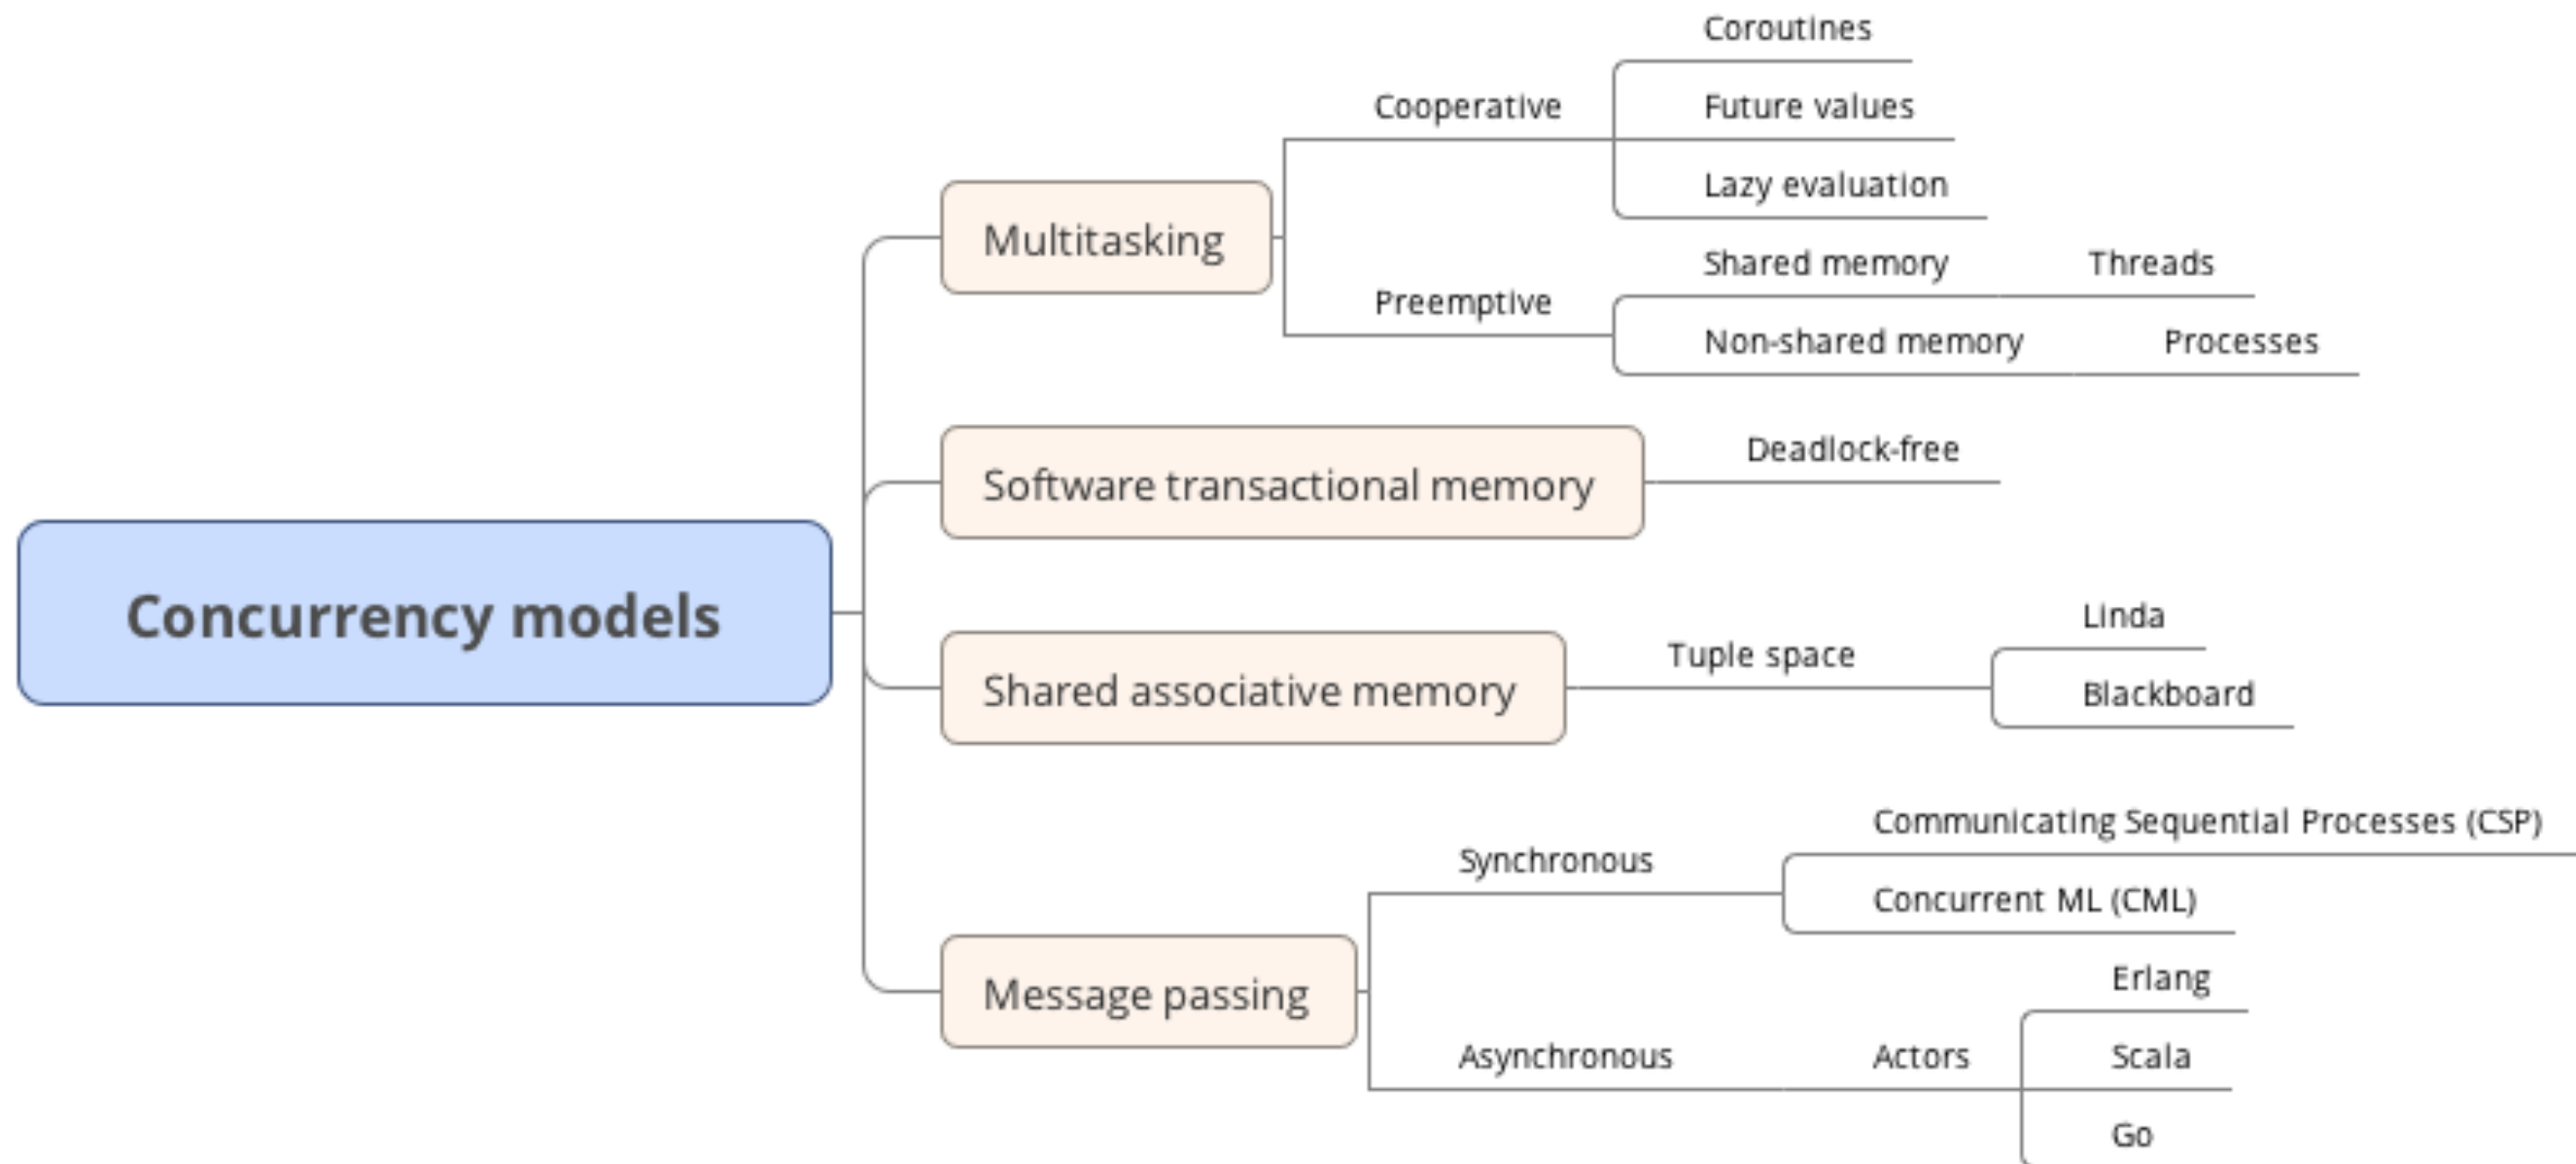 Concurrency models
Multitasking
Cooperative
Coroutines
Future values
Lazy evaluation
Preemptive
Shared memory
Threads
Non-shared memory
Processes
Software transactional memory
Deadlock-free
Shared associative memory
Tuple space
Linda
Blackboard
Message passing
Synchronous
Communicating Sequential Processes (CSP)
Concurrent ML (CML)
Asynchronous
Actors
Erlang
Scala
Go